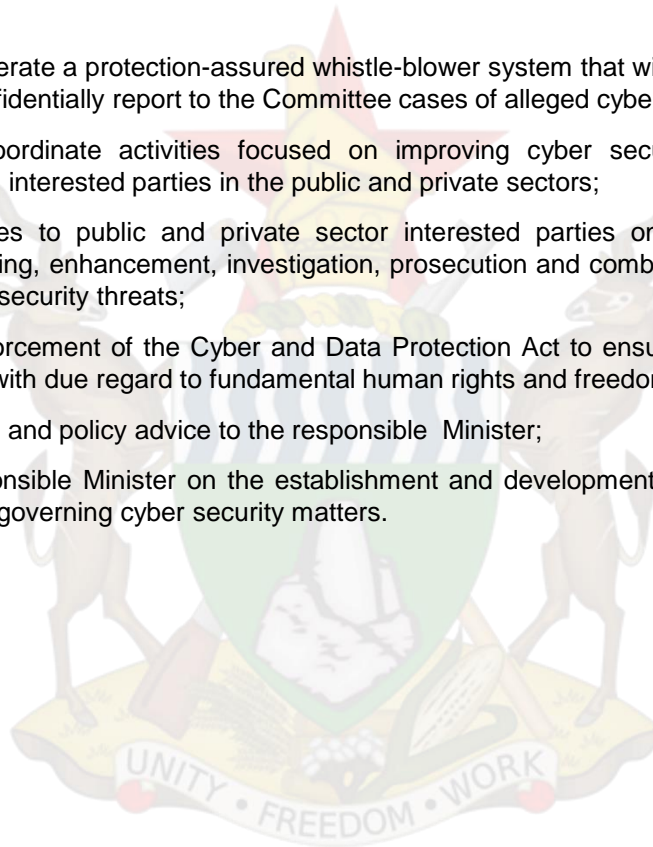 erate a protection-assured whistle-blower system that wi
fidentially report to the Committee cases of alleged cybe
oordinate activities focused on improving cyber secu
interested parties in the public and private sectors;
es to public and private sector interested parties or
ing, enhancement, investigation, prosecution and comb
security threats;
orcement of the Cyber and Data Protection Act to ensu
with due regard to fundamental human rights and freedor
and policy advice to the responsible Minister;
onsible Minister on the establishment and development
governing cyber security matters.
UNITY • FREEDOM • WORK